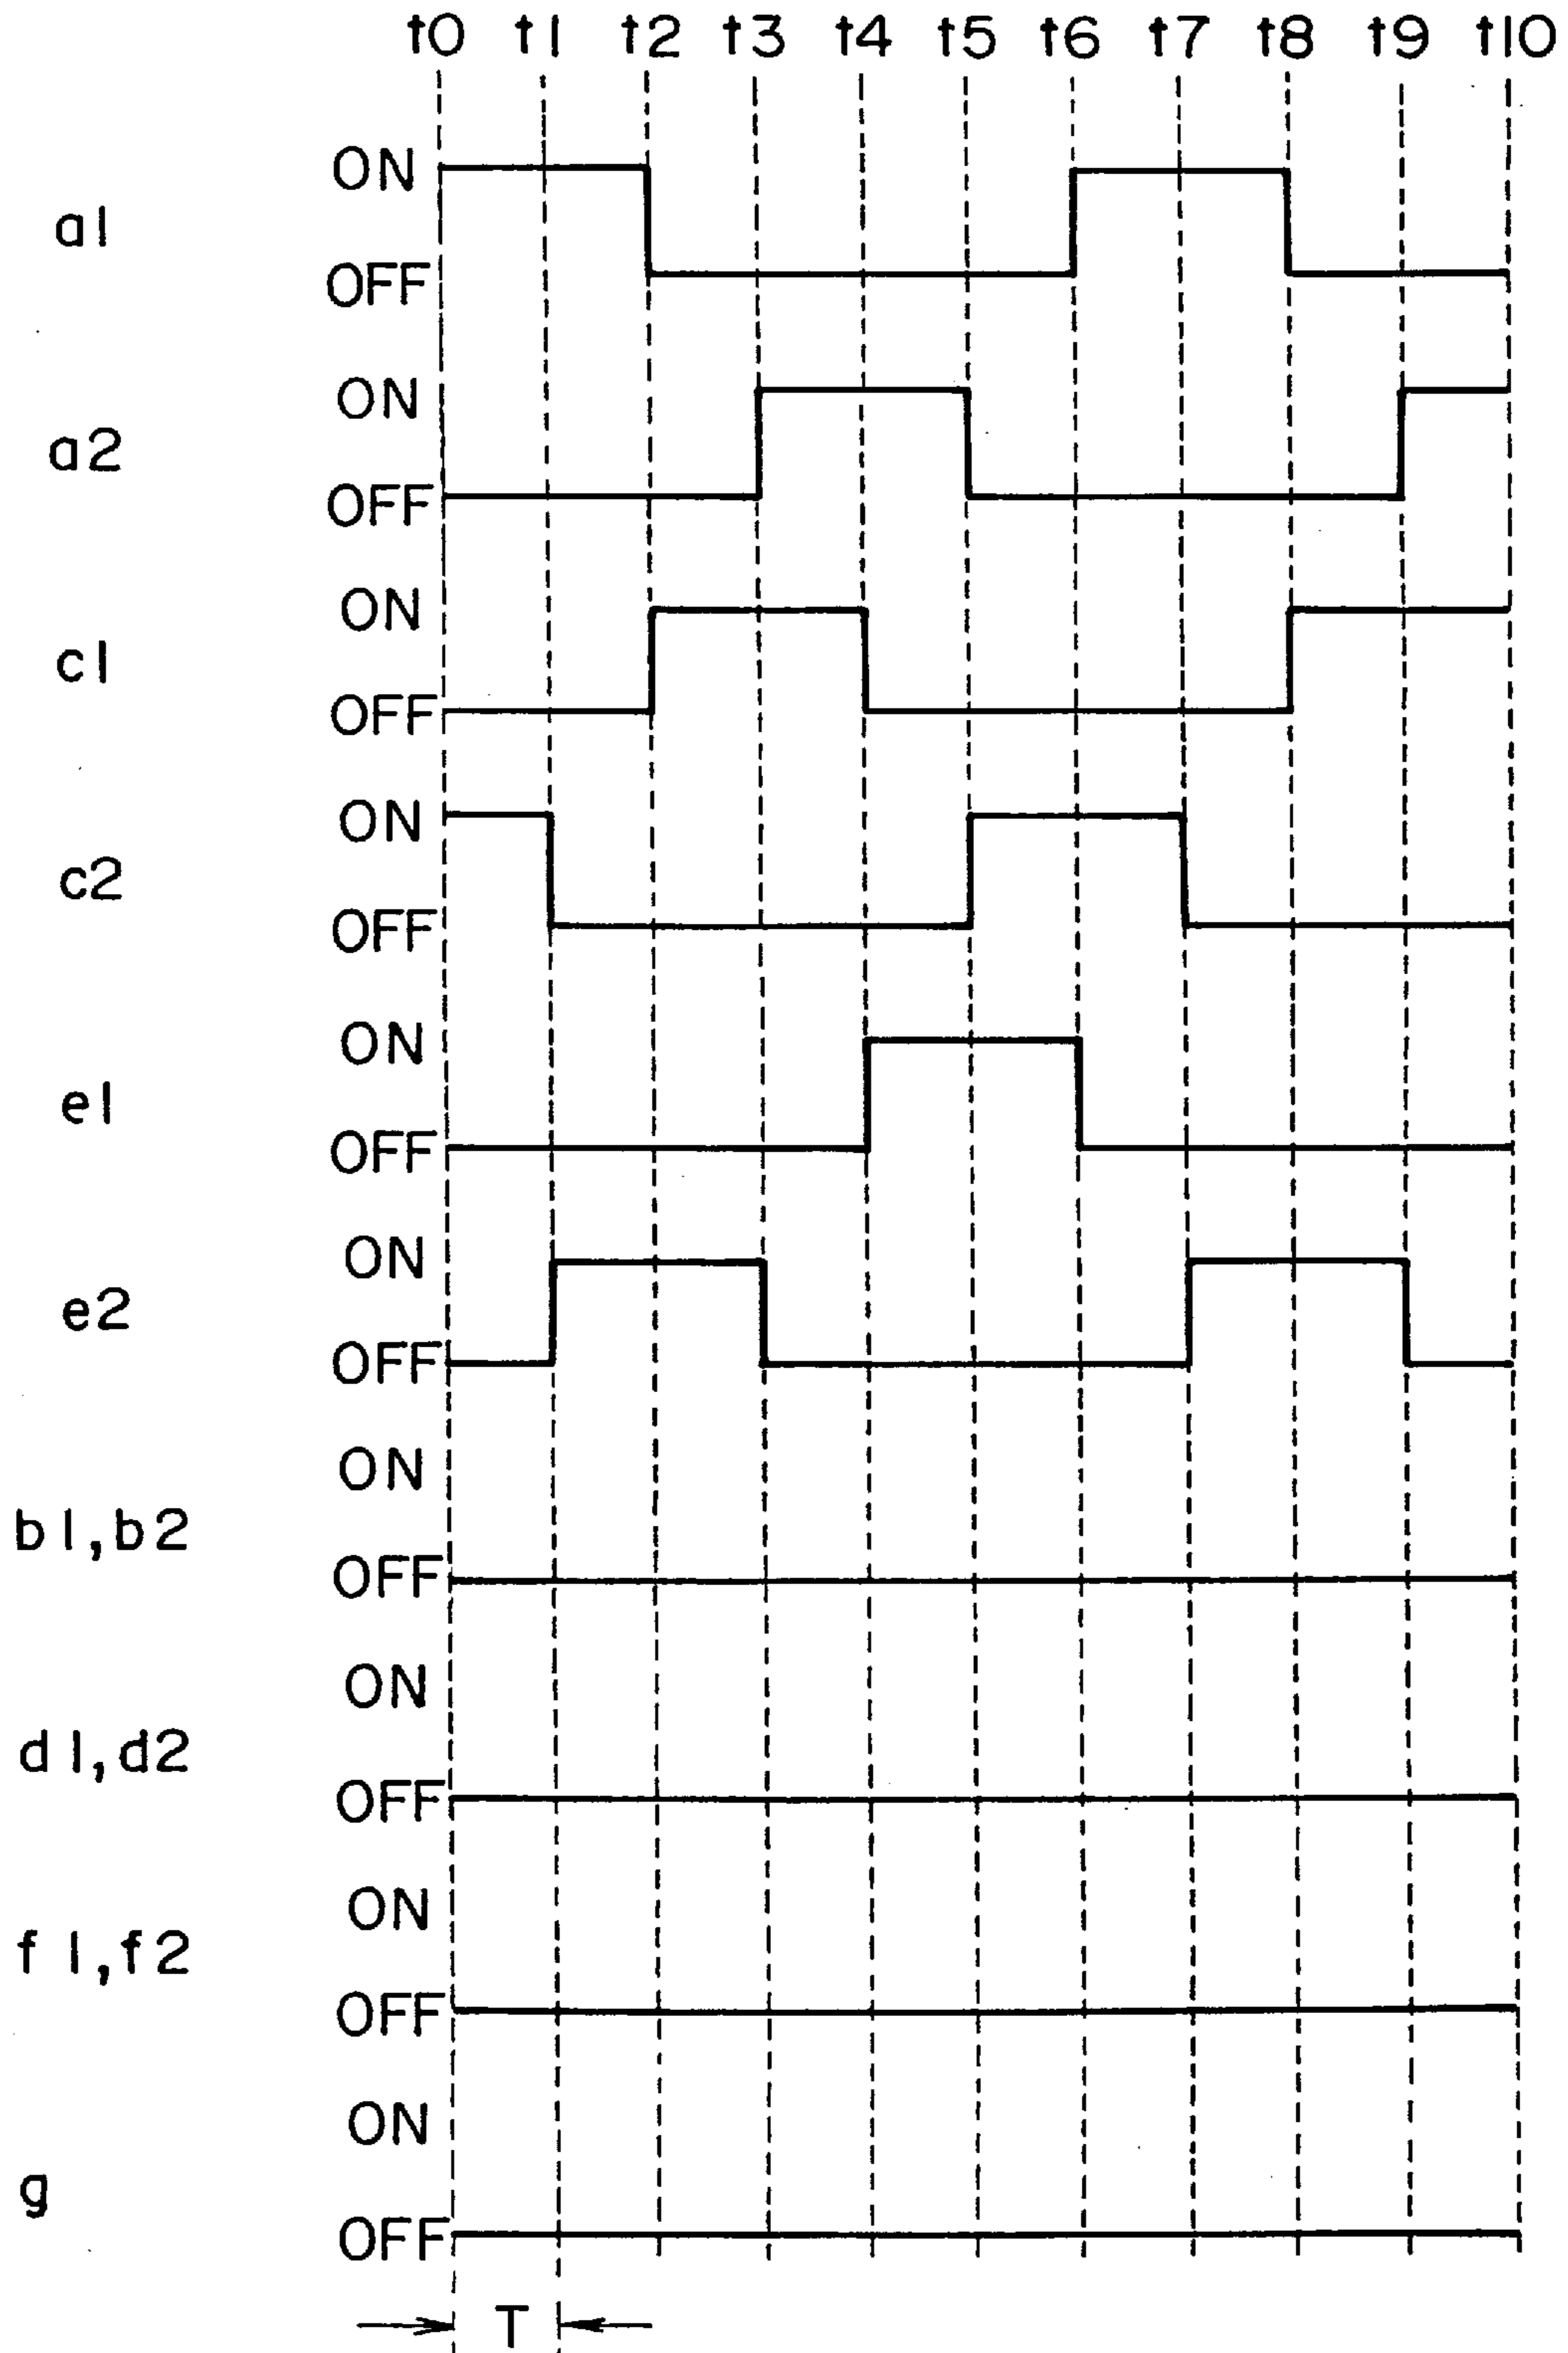 t0 t1 t2 t3 t4 t5 t6 t7 t8 t9 t10
ON
a1
OFF
ON
a2
OFF
ON
c1
OFF
ON
c2
OFF
ON
e1
OFF
ON
e2
OFF
ON
b1,b2
OFF
ON
d1,d2
OFF
ON
f1,f2
OFF
ON
g
OFF
T